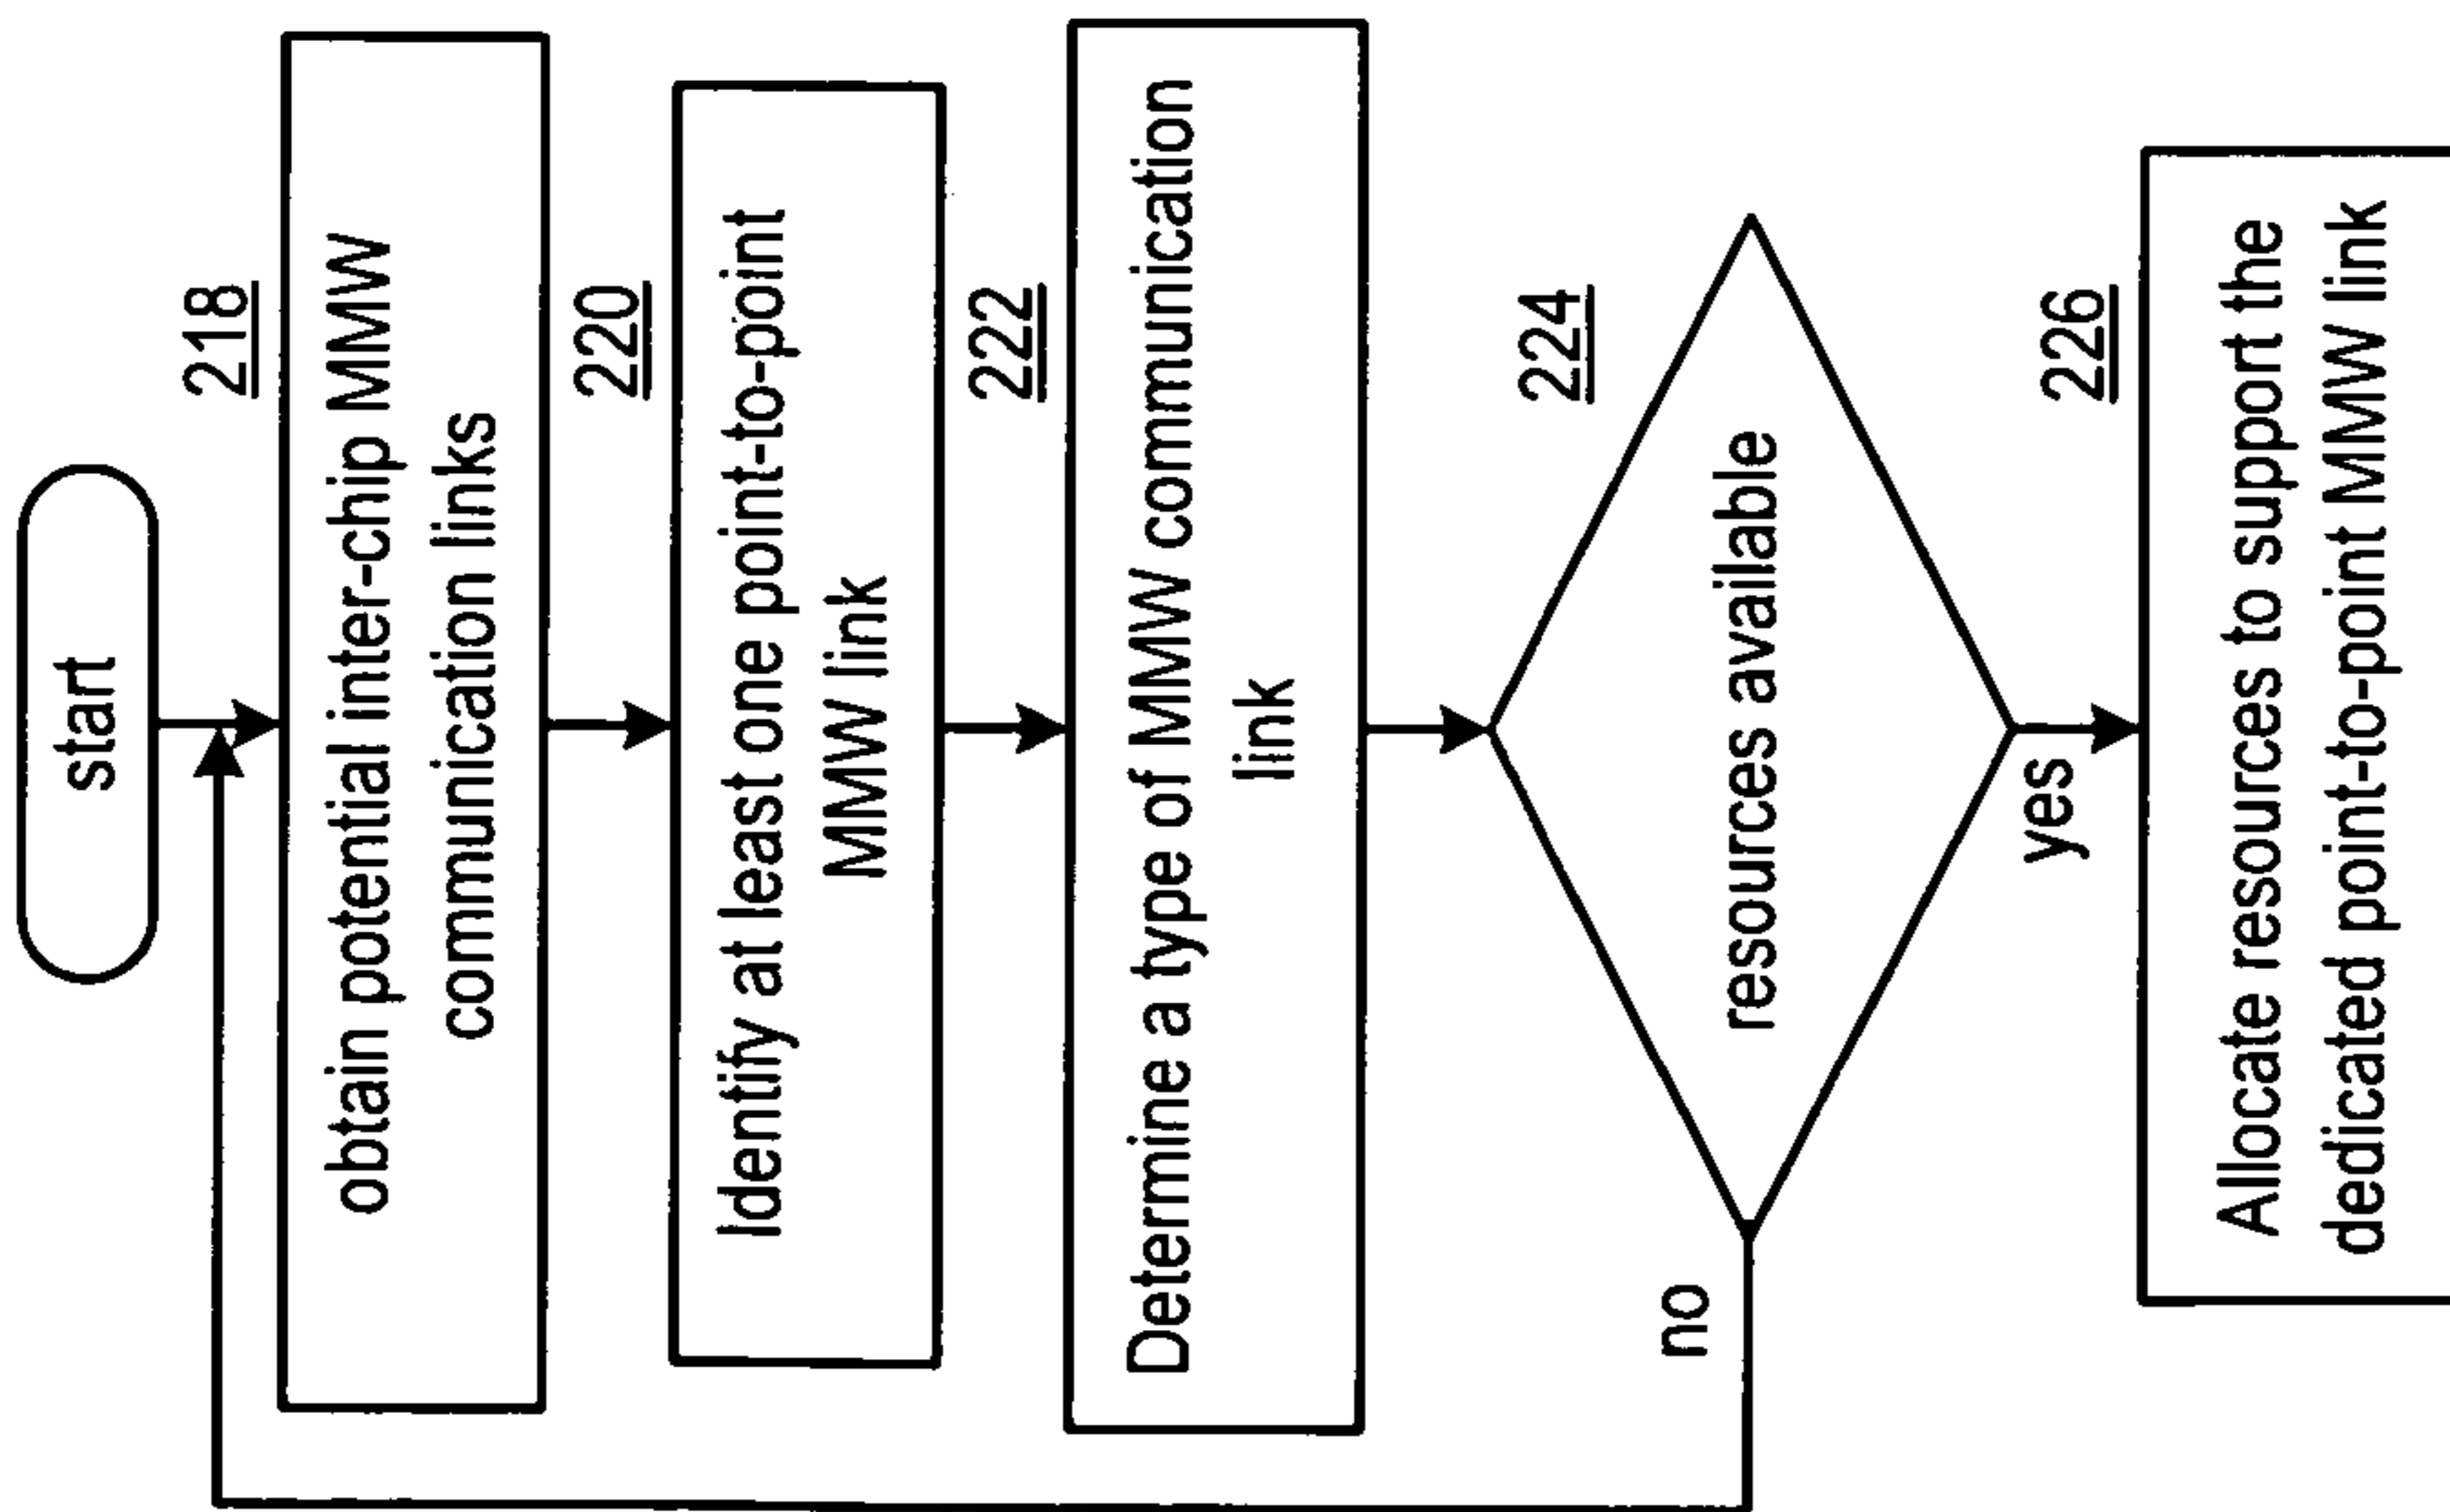 start
218
obtain potential inter-chip MMW
communication links
220
Identify at least one point-to-point
MMW link
222
Determine a type of MMW communication
link
224
resources available
no
yes
226
Allocate resources to support the
dedicated point-to-point MMW link